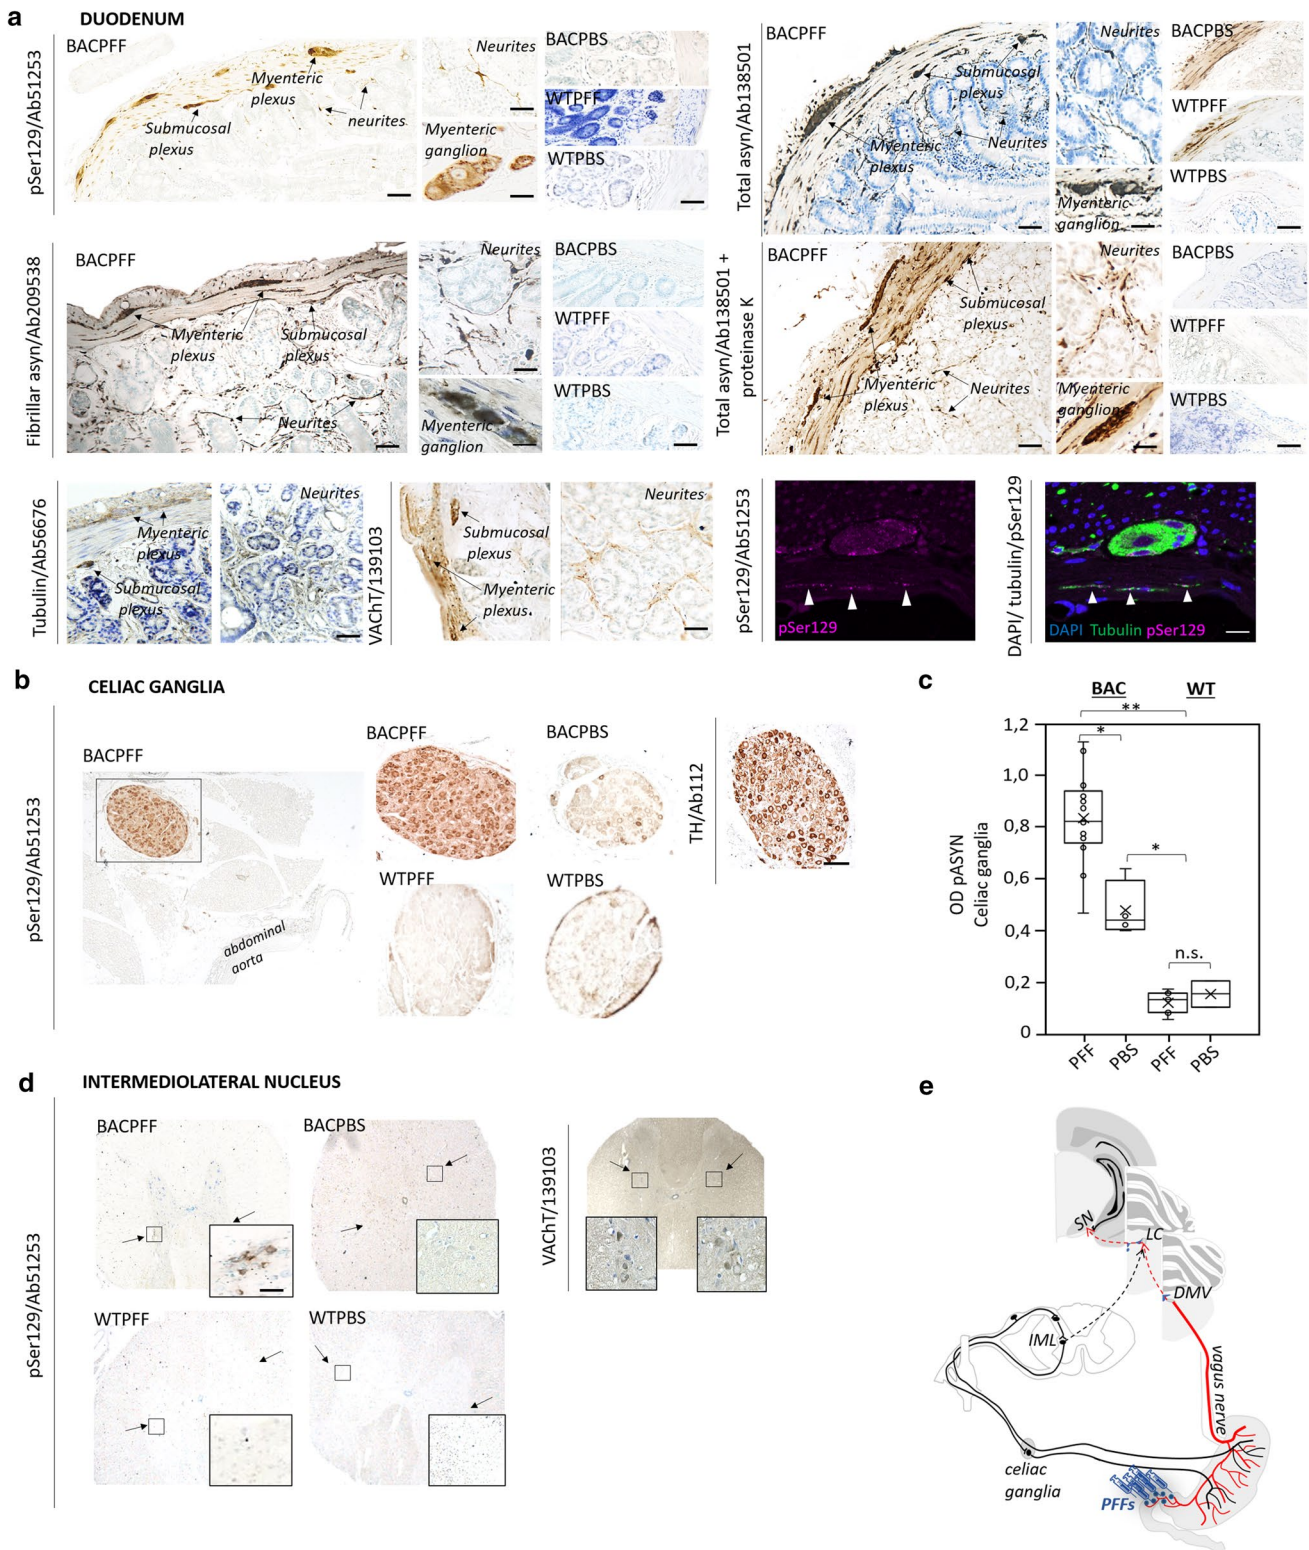 a
DUODENUM
pSer129/Ab51253
BACPFF
Myenteric
plexus
Submucosal
plexus
neurites
Neurites
Myenteric
ganglion
BACPBS
WTPFF
WTPBS
Total asyn/Ab138501
BACPFF
Submucosal
plexus
Myenteric
plexus
Neurites
Neurites
Myenteric
ganglion
BACPBS
WTPFF
WTPBS
Fibrillar asyn/Ab209538
BACPFF
Myenteric
plexus
Submucosal
plexus
Neurites
Neurites
Myenteric
ganglion
BACPBS
WTPFF
WTPBS
Total asyn/Ab138501 +
proteinase K
BACPFF
Submucosal
plexus
Myenteric
plexus
Neurites
Neurites
Myenteric
ganglion
BACPBS
WTPFF
WTPBS
Tubulin/Ab56676
Myenteric
plexus
Submucosal
plexus
Neurites
VAChT/139103
Submucosal
plexus
Myenteric
plexus
Neurites
pSer129/Ab51253
pSer129
DAPI/ tubulin/pSer129
DAPI Tubulin pSer129
b
CELIAC GANGLIA
pSer129/Ab51253
BACPFF
abdominal
aorta
BACPFF
BACPBS
WTPFF
WTPBS
TH/Ab112
c
BAC WT
**
*
*
n.s.
OD pASYN
Celiac ganglia
1,2
1,0
0,8
0,6
0,4
0,2
0
PFF PBS PFF PBS
d
INTERMEDIOLATERAL NUCLEUS
pSer129/Ab51253
BACPFF
BACPBS
WTPFF
WTPBS
VAChT/139103
e
SN
LC
DMV
IML
vagus nerve
celiac
ganglia
PFFs